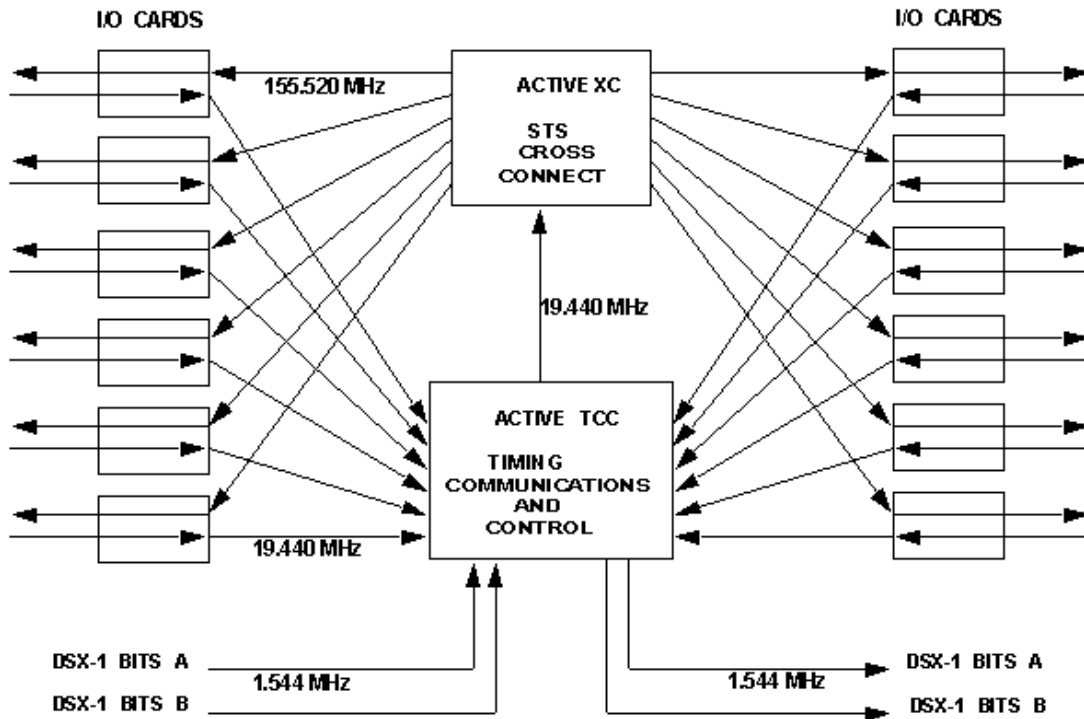 I/O CARDS
I/O CARDS
155.520 MHz
ACTIVE XC
STS
CROSS
CONNECT
19.440 MHz
ACTIVE TCC
TIMING
COMMUNICATIONS
AND
CONTROL
19.440 MHz
DSX-1 BITS A
1.544 MHz
DSX-1 BITS B
1.544 MHz
DSX-1 BITS A
DSX-1 BITS B